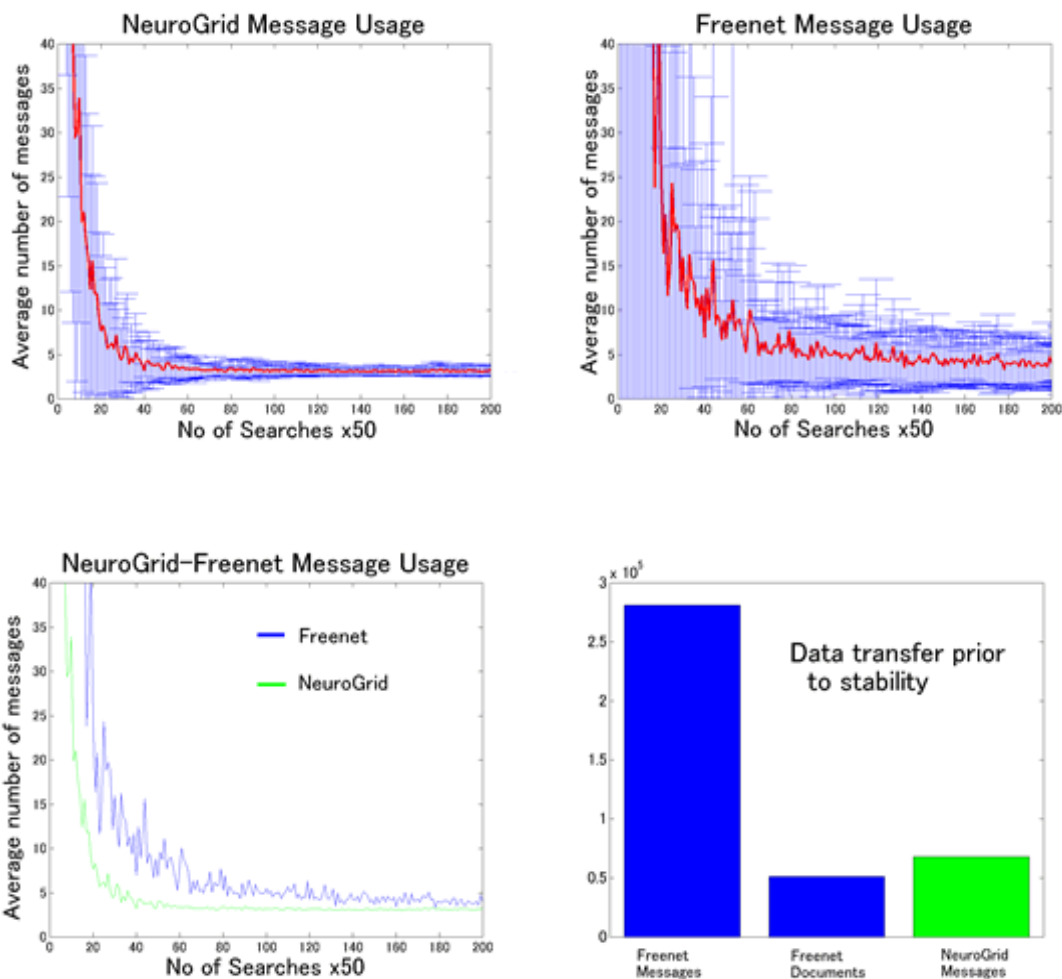 NeuroGrid Message Usage
40
35
30
25
20
15
10
5
0
Average number of messages
0 20 40 60 80 100 120 140 160 180 200
No of Searches x50
Freenet Message Usage
40
35
30
25
20
15
10
5
0
Average number of messages
0 20 40 60 80 100 120 140 160 180 200
No of Searches x50
NeuroGrid-Freenet Message Usage
40
35
30
25
20
15
10
5
0
Average number of messages
Freenet
NeuroGrid
0 20 40 60 80 100 120 140 160 180 200
No of Searches x50
x 10⁵
3
2.5
2
1.5
1
0.5
0
Data transfer prior
to stability
Freenet
Messages
Freenet
Documents
NeuroGrid
Messages